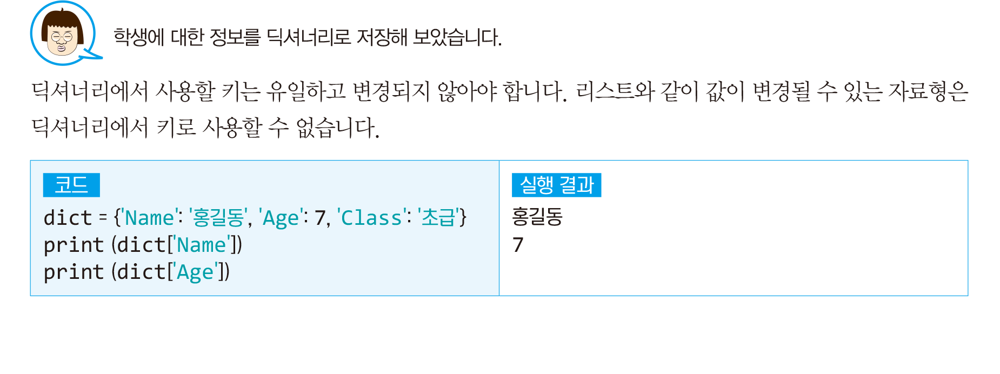 학생에 대한 정보를 딕셔너리로 저장해 보았습니다.
딕셔너리에서 사용할 키는 유일하고 변경되지 않아야 합니다. 리스트와 같이 값이 변경될 수 있는 자료형은
딕셔너리에서 키로 사용할 수 없습니다.
코드
dict = {'Name': '홍길동', 'Age': 7, 'Class': '초급'}
print (dict['Name'])
print (dict['Age'])
실행 결과
홍길동
7